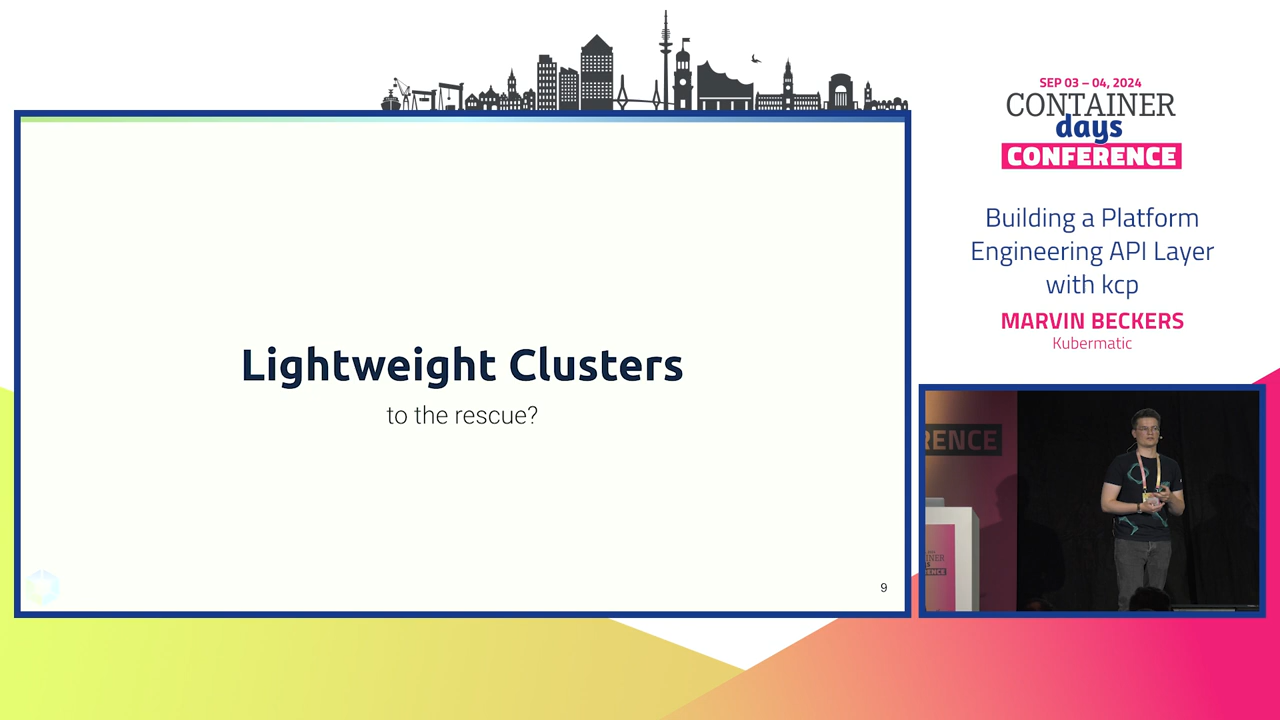 Lightweight Clusters
to the rescue?
9
SEP 03 – 04, 2024
CONTAINER
days
CONFERENCE
Building a Platform
Engineering API Layer
with kcp
MARVIN BECKERS
Kubermatic
RENCE